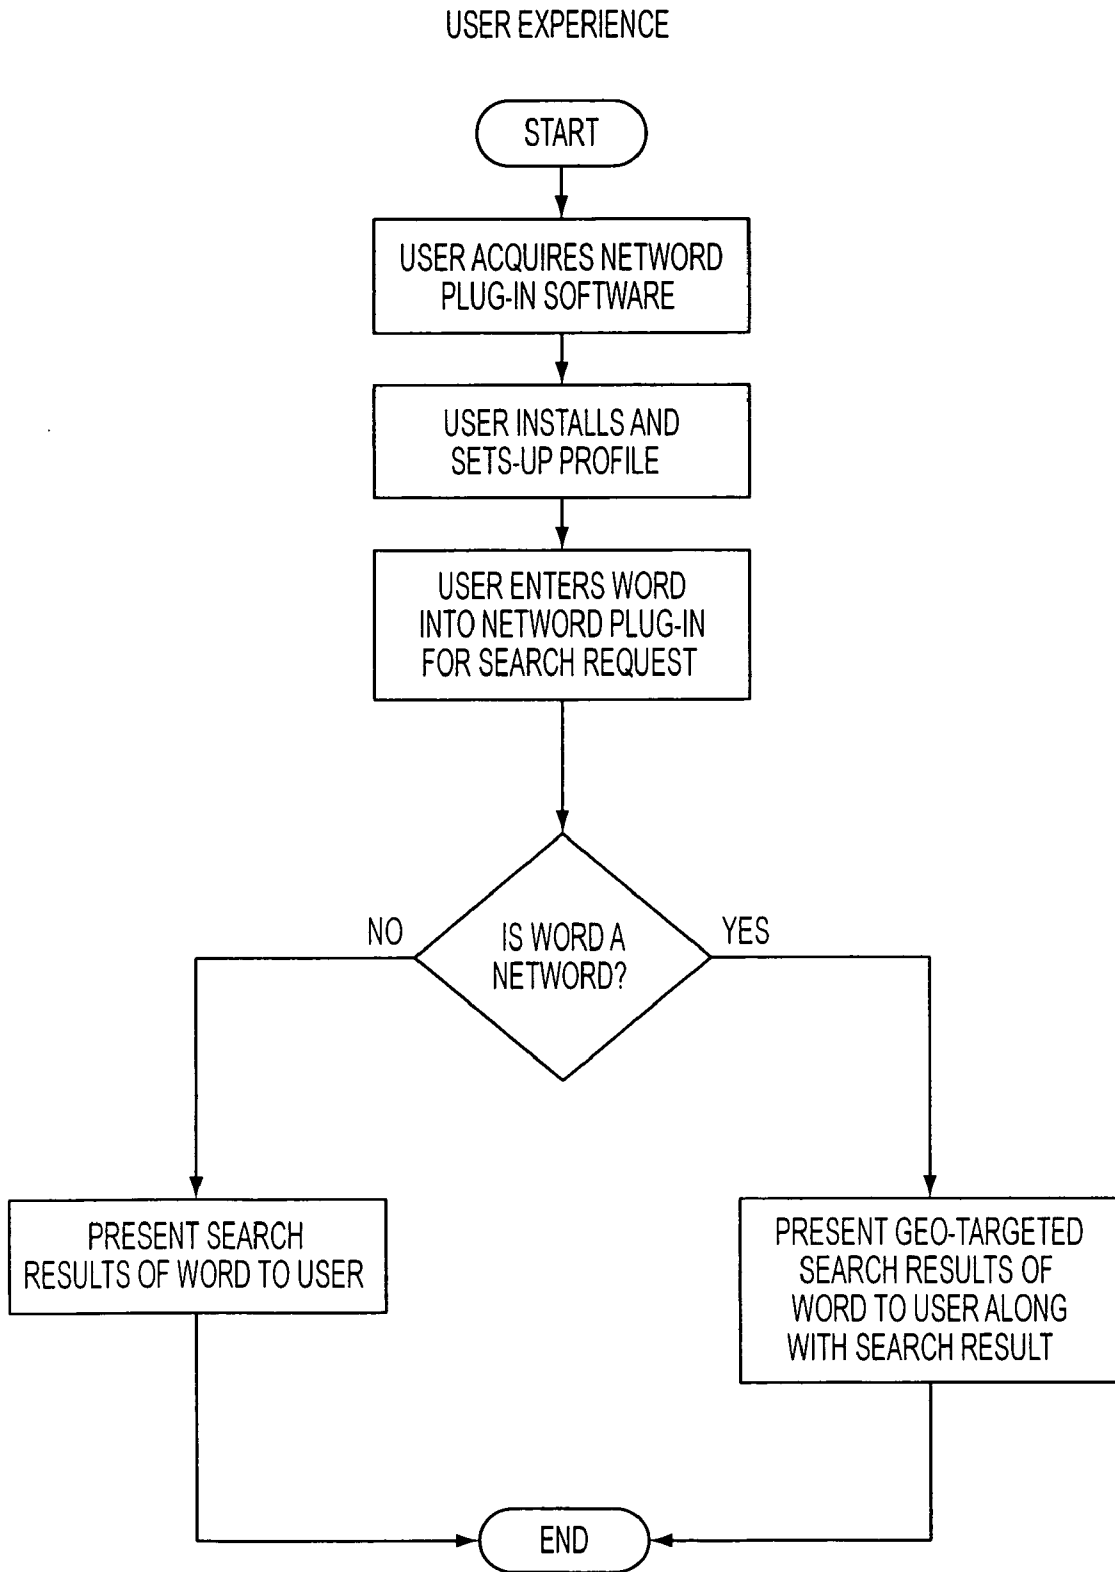 USER EXPERIENCE
START
USER ACQUIRES NETWORD
PLUG-IN SOFTWARE
USER INSTALLS AND
SETS-UP PROFILE
USER ENTERS WORD
INTO NETWORD PLUG-IN
FOR SEARCH REQUEST
IS WORD A
NETWORD?
NO
YES
PRESENT SEARCH
RESULTS OF WORD TO USER
PRESENT GEO-TARGETED
SEARCH RESULTS OF
WORD TO USER ALONG
WITH SEARCH RESULT
END